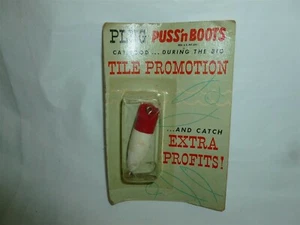 PLUG PUSS'n BOOTS
CAT FOOD...DURING THE BIG
TILE PROMOTION
...AND CATCH
EXTRA
PROFITS!